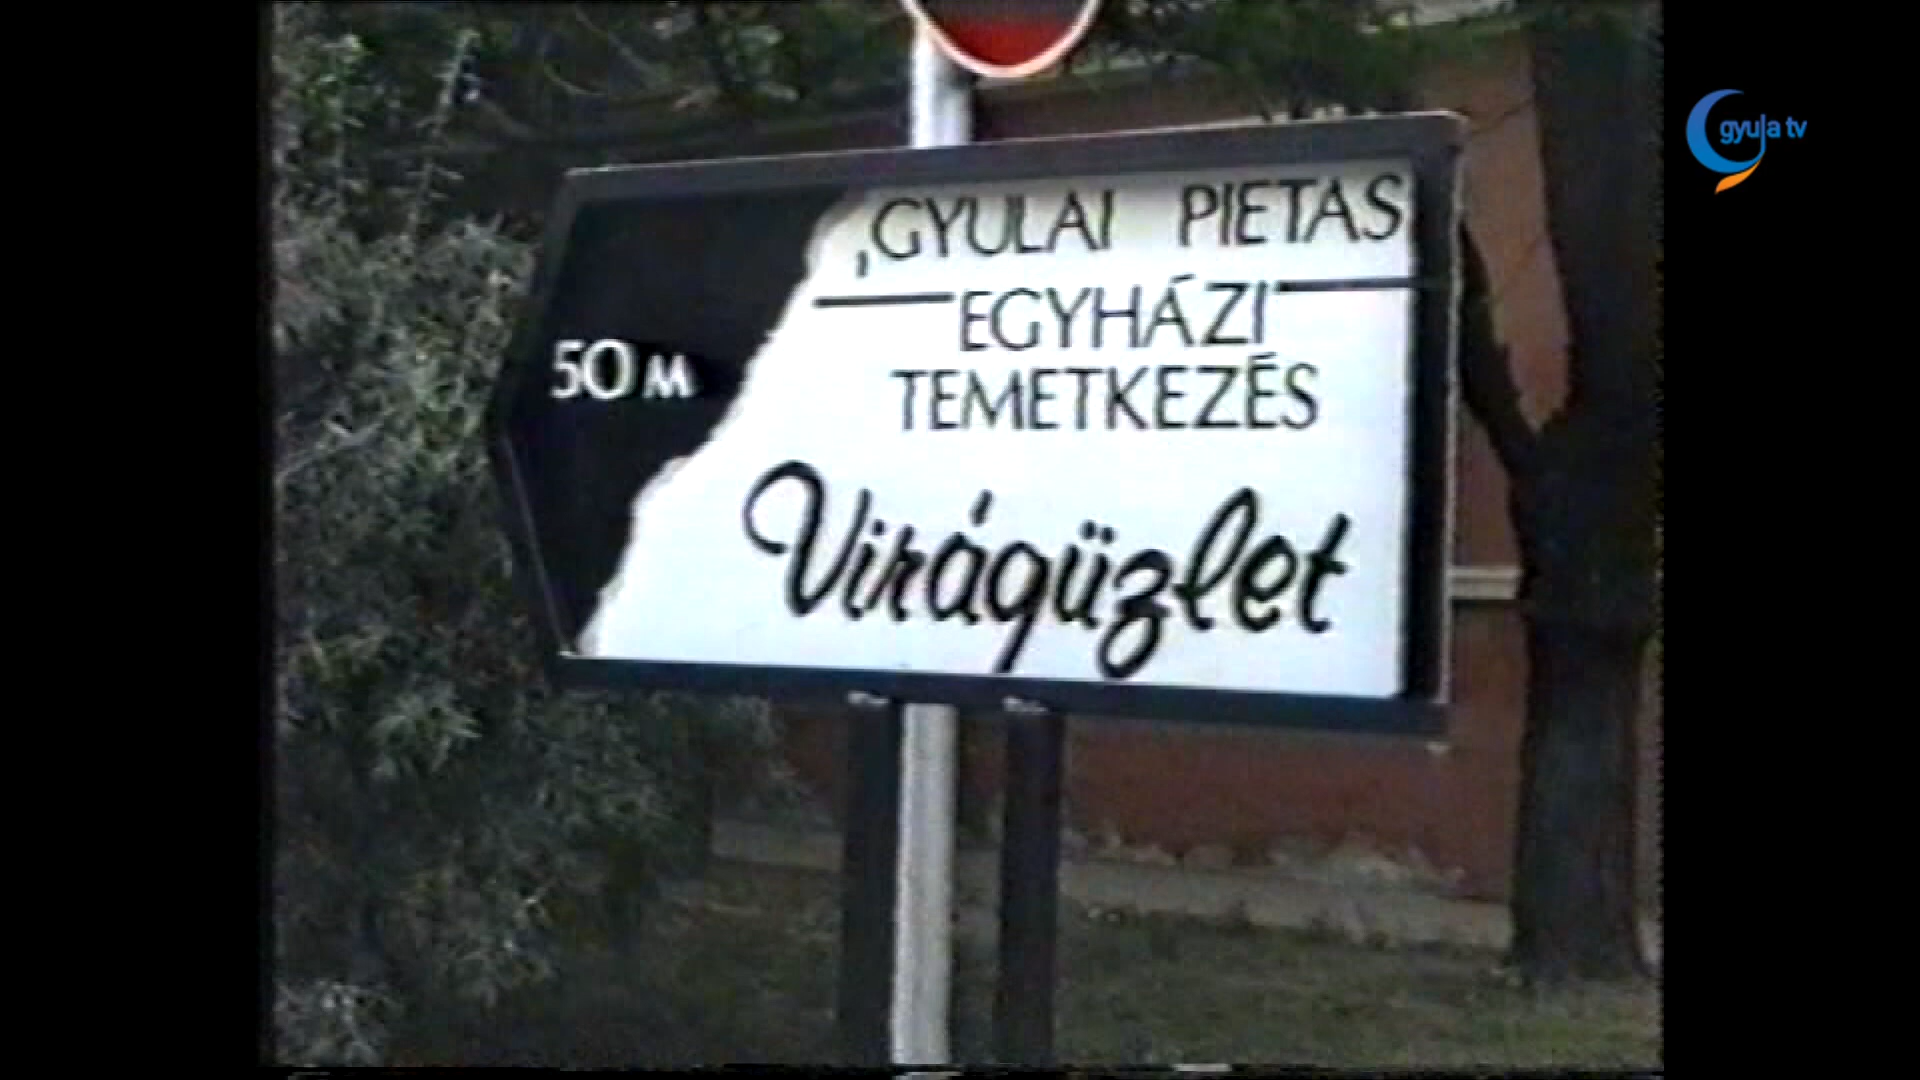 gyula tv
,GYULAI PIETAS
EGYHÁZI
TEMETKEZÉS
50 M
Virágüzlet